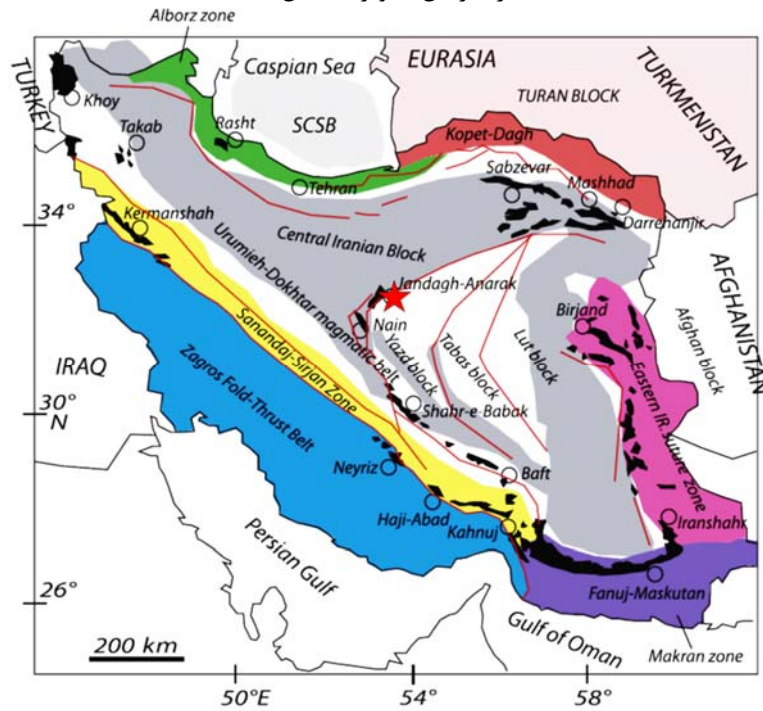 Alborz zone
Caspian Sea
EURASIA
TURKEY
TURKMENISTAN
TURAN BLOCK
Khoy
SCSB
Rasht
Takab
Kopet-Dagh
Sabzevar
Mashhad
Tehran
34°
Kermanshah
Darrehanjir
Central Iranian Block
Urumieh-Dokhtar magmatic belt
Jandagh-Anarak
AFGHANISTAN
Birjand
Afghan block
Nain
Sanandaj-Sirjan Zone
Yazd block
Tabas block
Lut block
IRAQ
Zagros Fold-Thrust Belt
30°
N
Shahr-e-Babak
Eastern IR. suture zone
Neyriz
Baft
Haji-Abad
Kahnuj
Iranshahr
Persian Gulf
26°
Fanuj-Maskutan
Gulf of Oman
200 km
Makran zone
50°E
54°
58°